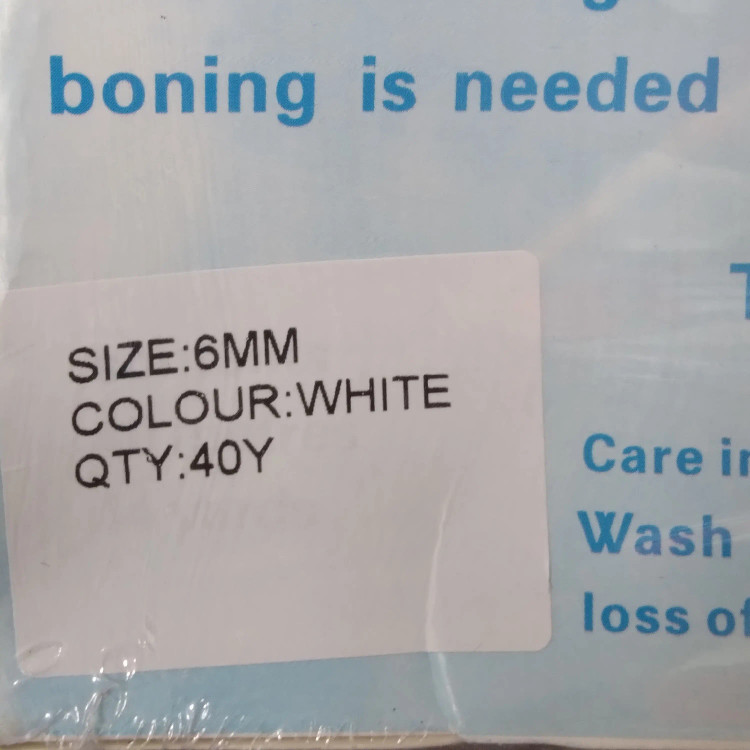 boning is needed
SIZE:6MM
COLOUR:WHITE
QTY:40Y
Care
Wash
loss